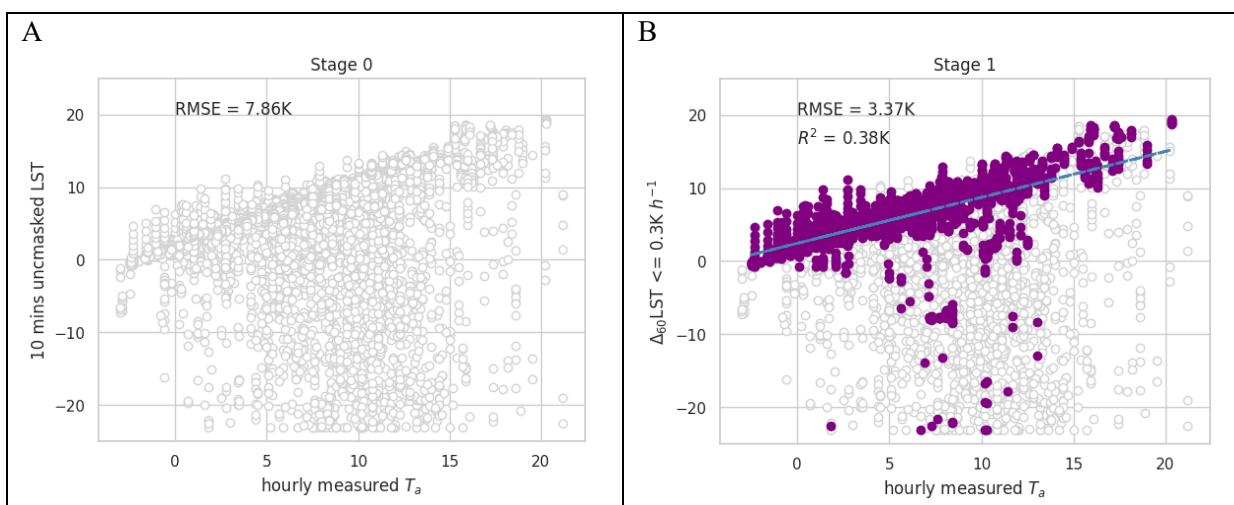 A
Stage 0
RMSE = 7.86K
10 mins uncmasked LST
20
10
0
−10
−20
0 5 10 15 20
hourly measured Tₐ
B
Stage 1
RMSE = 3.37K
R² = 0.38K
Δ₆₀LST <= 0.3K h⁻¹
20
10
0
−10
−20
0 5 10 15 20
hourly measured Tₐ